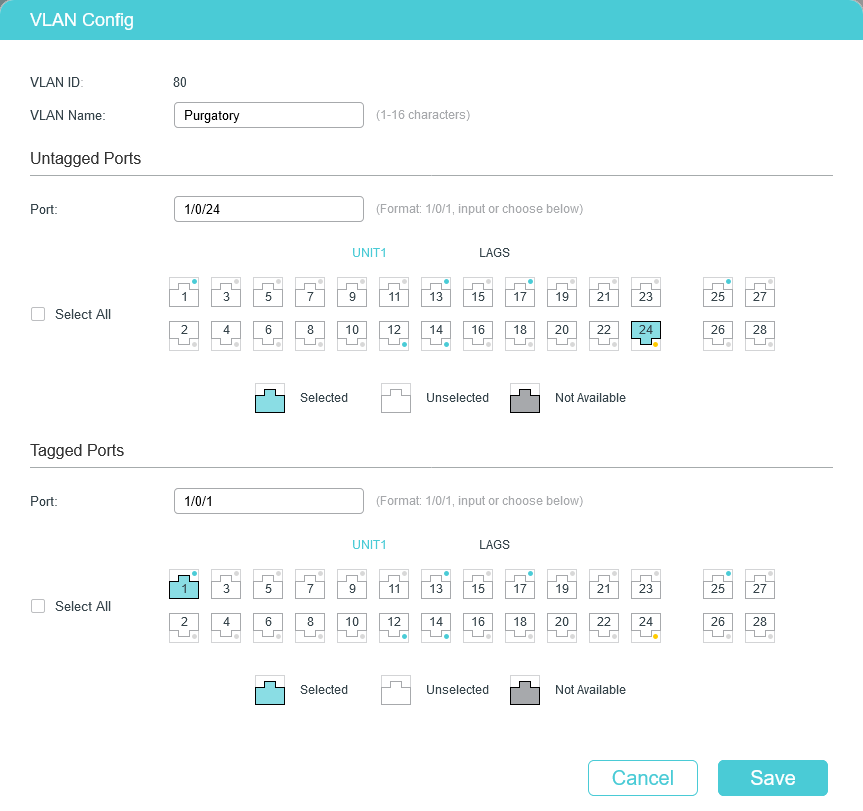 VLAN Config
VLAN ID: 80
VLAN Name: Purgatory (1-16 characters)
Untagged Ports
Port: 1/0/24 (Format: 1/0/1, input or choose below)
UNIT1 LAGS
1 3 5 7 9 11 13 15 17 19 21 23 25 27
Select All
2 4 6 8 10 12 14 16 18 20 22 24 26 28
Selected Unselected Not Available
Tagged Ports
Port: 1/0/1 (Format: 1/0/1, input or choose below)
UNIT1 LAGS
1 3 5 7 9 11 13 15 17 19 21 23 25 27
Select All
2 4 6 8 10 12 14 16 18 20 22 24 26 28
Selected Unselected Not Available
Cancel Save